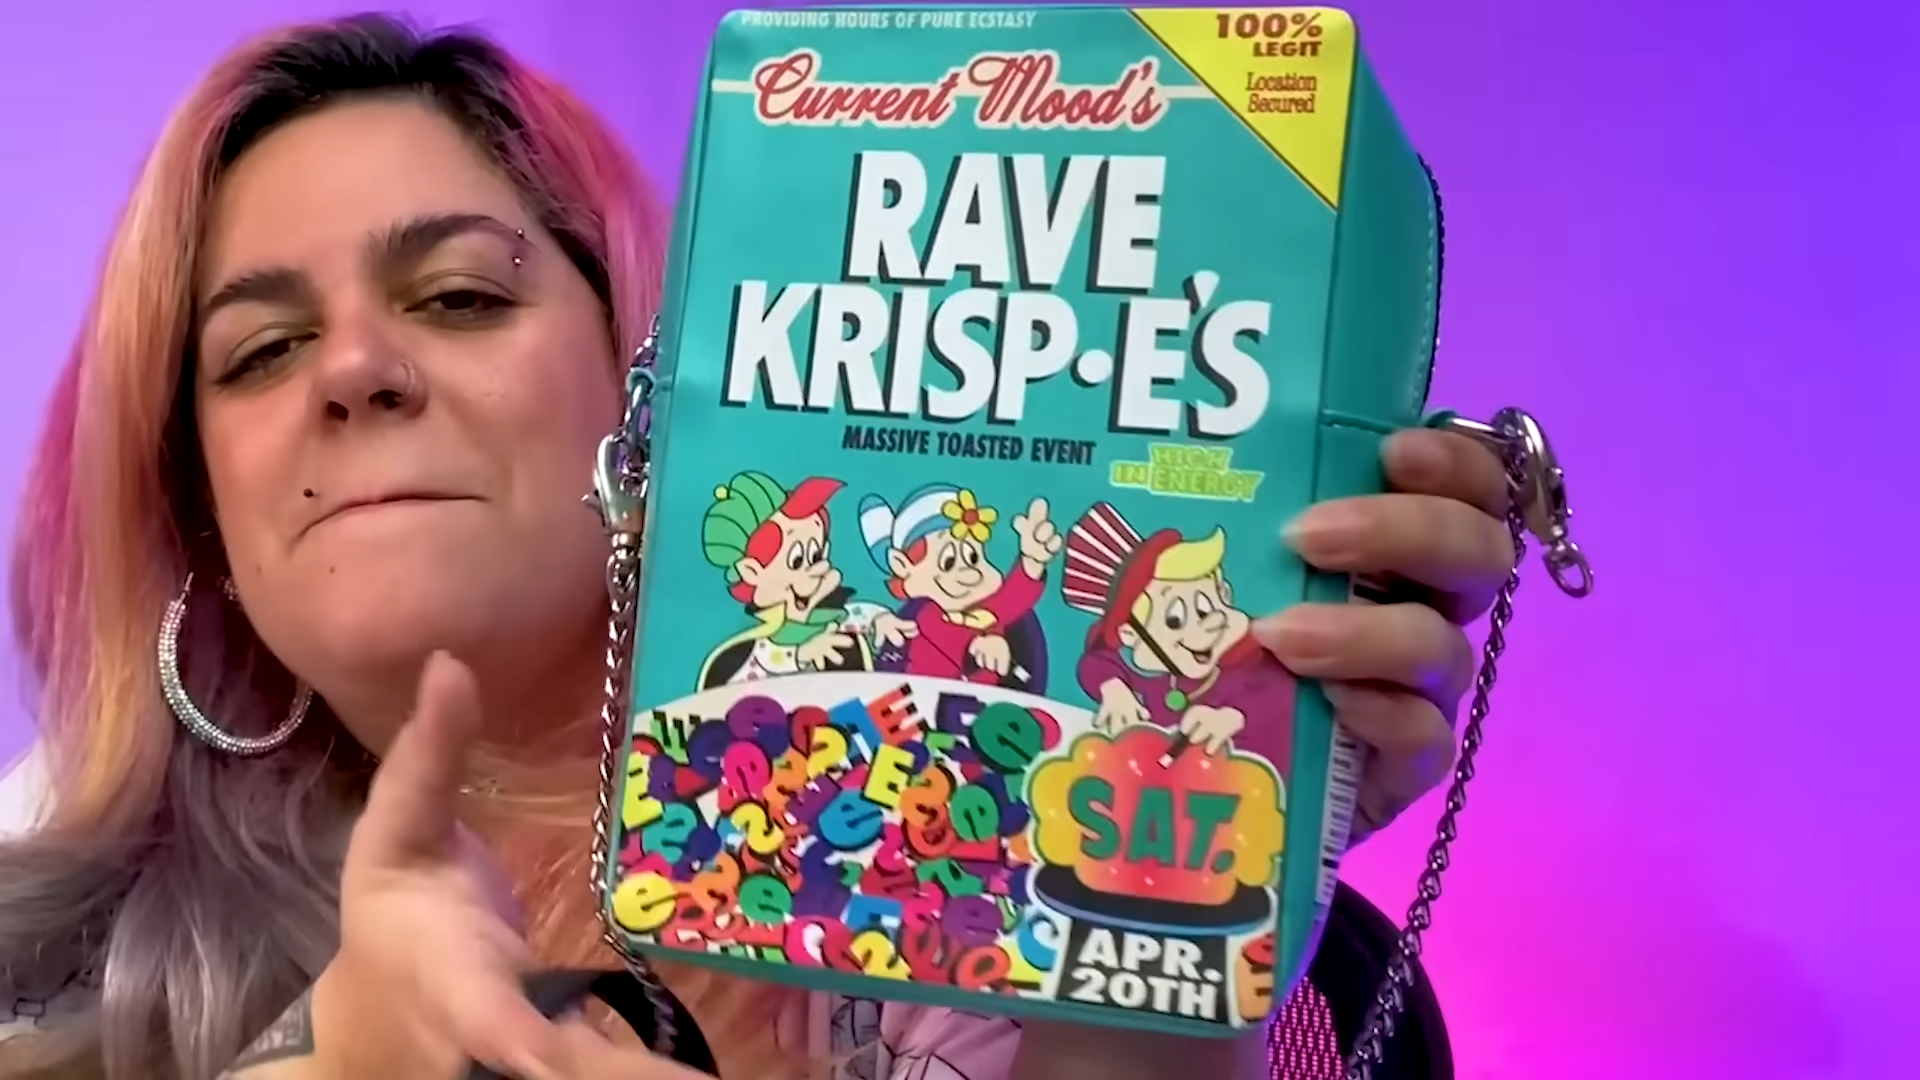 PROVIDING HOURS OF PURE ECSTASY
100%
LEGIT
Location
Secured
Current Mood's
RAVE
KRISP•E'S
MASSIVE TOASTED EVENT
HIGH
IN ENERGY
SAT.
APR.
20TH